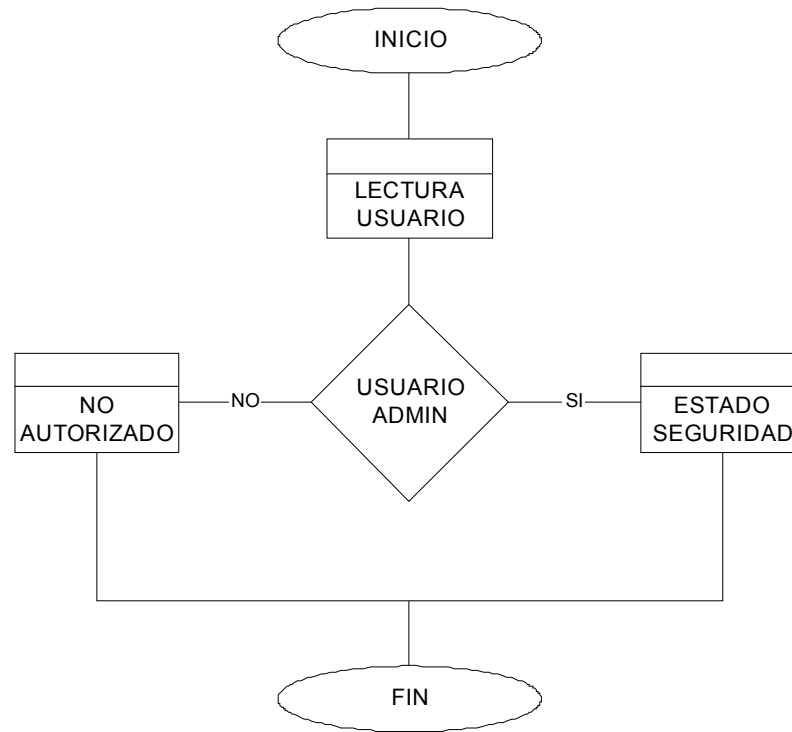 INICIO
LECTURA
USUARIO
USUARIO
ADMIN
NO
SI
NO
AUTORIZADO
ESTADO
SEGURIDAD
FIN